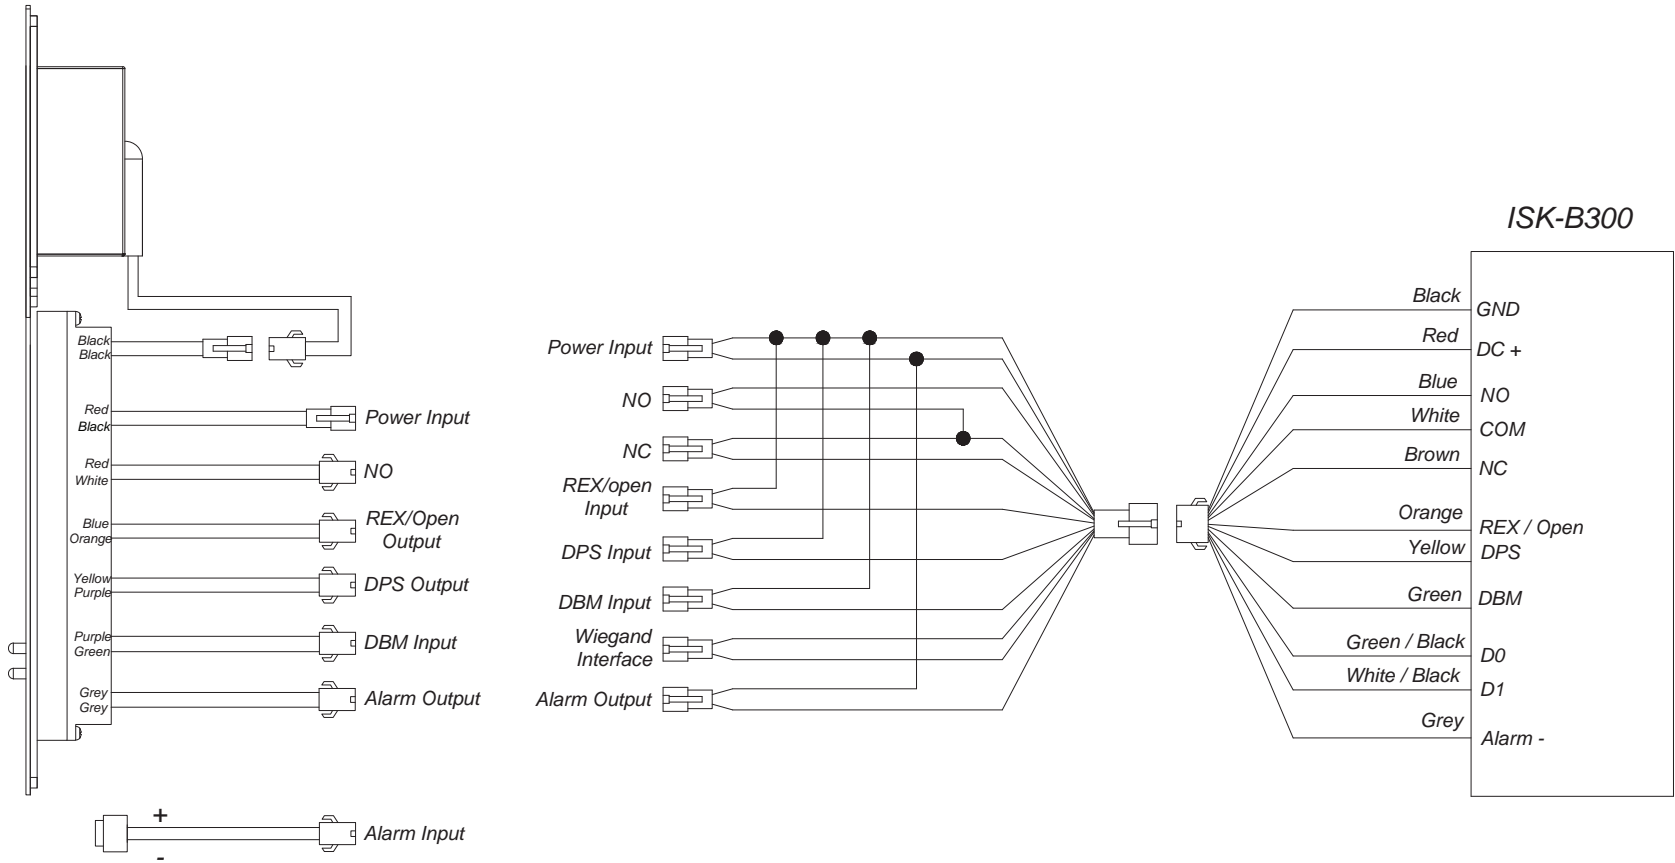 Black
Black
Red
Black
Power Input
Red
White
NO
Blue
Orange
REX/Open
Output
Yellow
Purple
DPS Output
Purple
Green
DBM Input
Grey
Grey
Alarm Output
+
-
Alarm Input
Power Input
NO
NC
REX/open
Input
DPS Input
DBM Input
Wiegand
Interface
Alarm Output
ISK-B300
Black
GND
Red
DC +
Blue
NO
White
COM
Brown
NC
Orange
REX / Open
Yellow
DPS
Green
DBM
Green / Black
D0
White / Black
D1
Grey
Alarm -